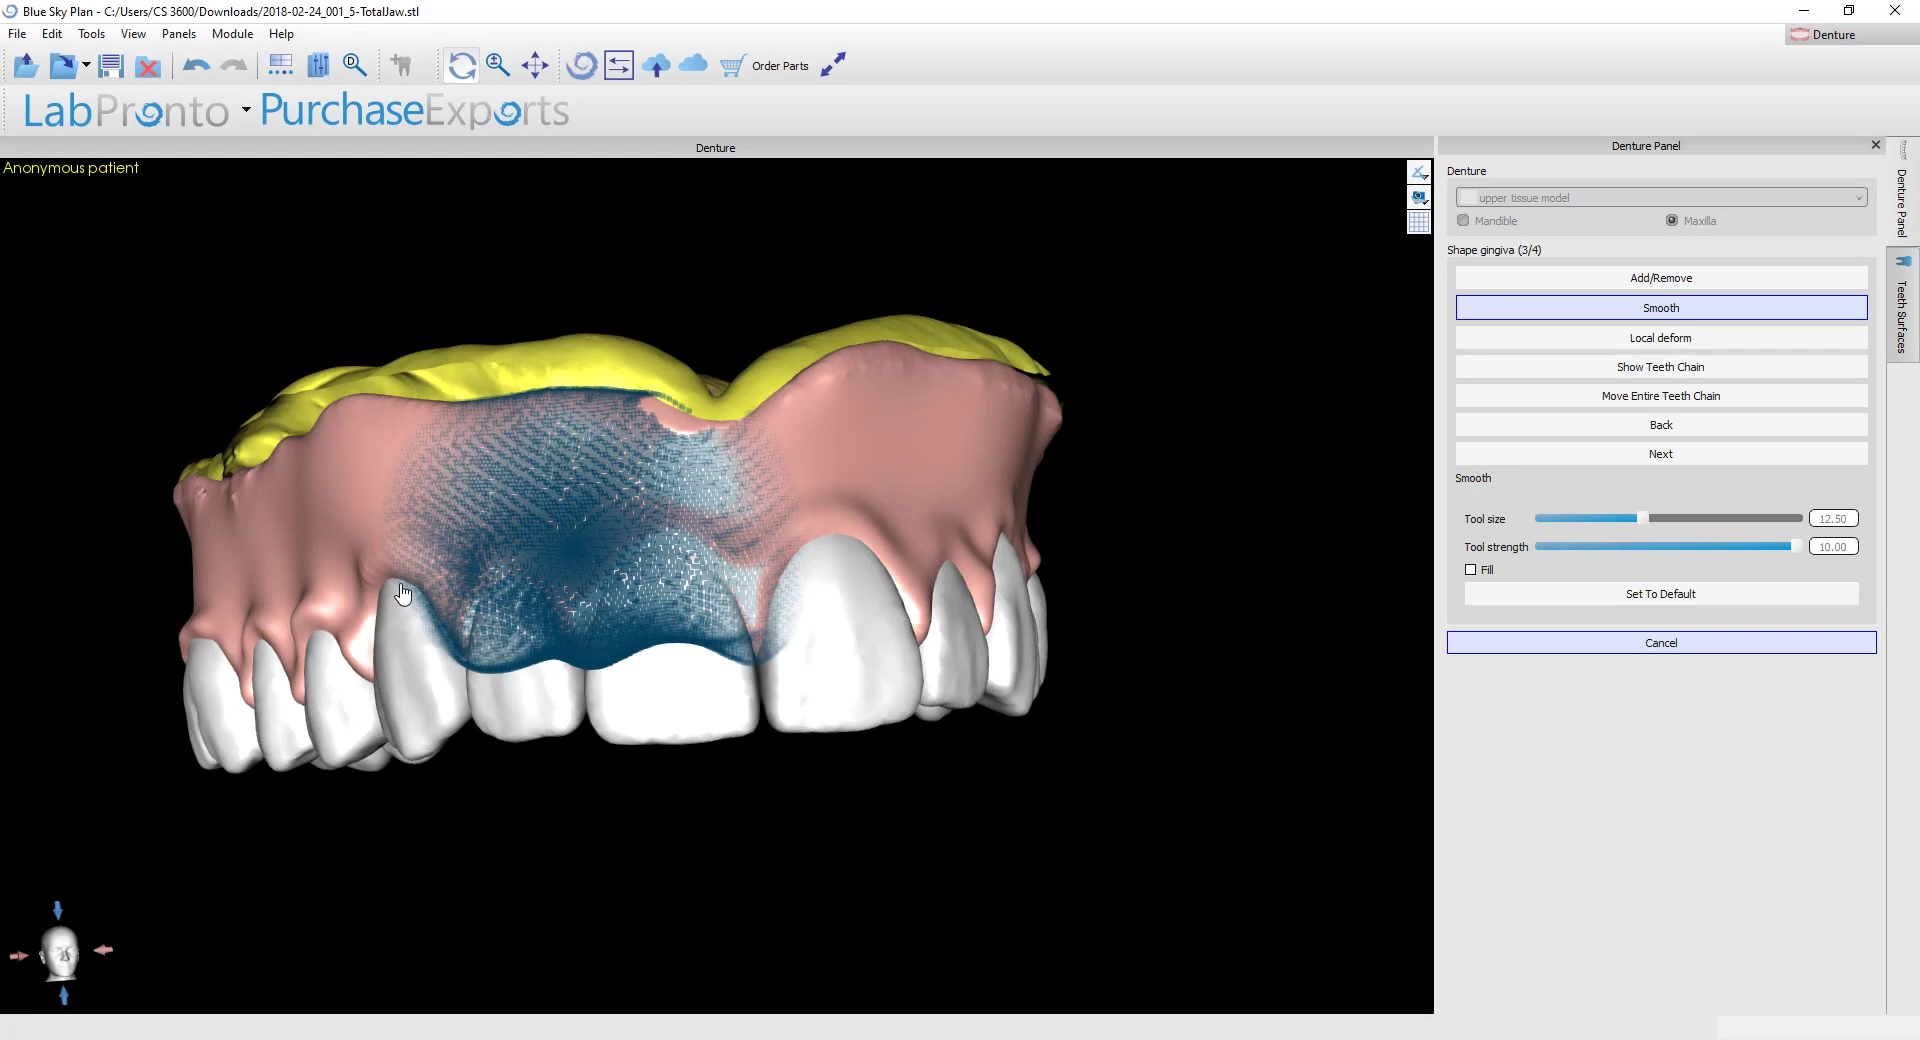 Blue Sky Plan - C:/Users/CS 3600/Downloads/2018-02-24_001_5-TotalJaw.stl
File Edit Tools View Panels Module Help
Denture
D
Order Parts
LabPronto PurchaseExports
Denture
Denture Panel
Anonymous patient
Denture
upper tissue model
Mandible Maxilla
Shape gingiva (3/4)
Add/Remove
Smooth
Local deform
Show Teeth Chain
Move Entire Teeth Chain
Back
Next
Smooth
Tool size 12.50
Tool strength 10.00
Fill
Set To Default
Cancel
Denture Panel
Teeth Surfaces